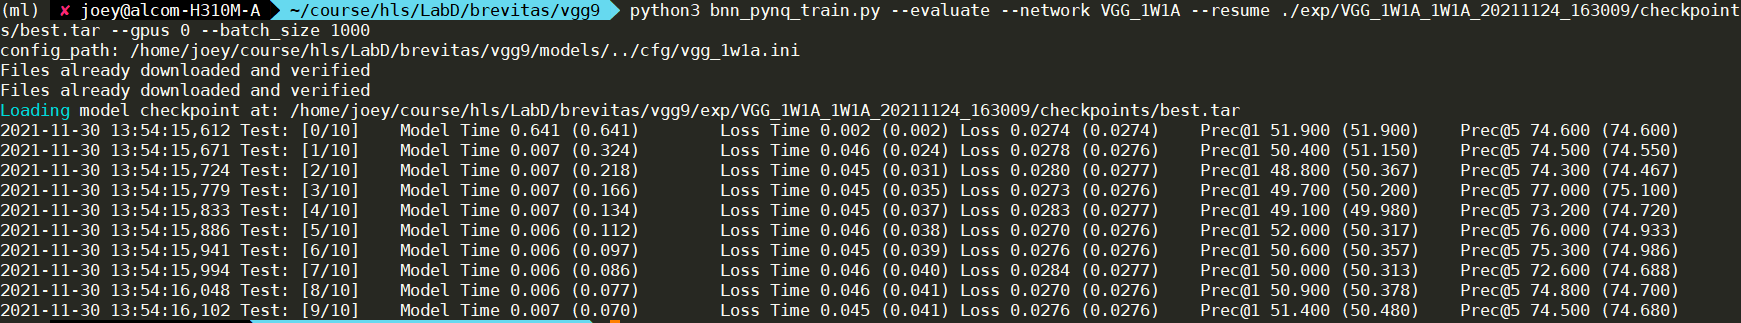 (ml) ✘ joey@alcom-H310M-A ~/course/hls/LabD/brevitas/vgg9 python3 bnn_pynq_train.py --evaluate --network VGG_1W1A --resume ./exp/VGG_1W1A_1W1A_20211124_163009/checkpoint
s/best.tar --gpus 0 --batch_size 1000
config_path: /home/joey/course/hls/LabD/brevitas/vgg9/models/../cfg/vgg_1w1a.ini
Files already downloaded and verified
Files already downloaded and verified
Loading model checkpoint at: /home/joey/course/hls/LabD/brevitas/vgg9/exp/VGG_1W1A_1W1A_20211124_163009/checkpoints/best.tar
2021-11-30 13:54:15,612 Test: [0/10] Model Time 0.641 (0.641) Loss Time 0.002 (0.002) Loss 0.0274 (0.0274) Prec@1 51.900 (51.900) Prec@5 74.600 (74.600)
2021-11-30 13:54:15,671 Test: [1/10] Model Time 0.007 (0.324) Loss Time 0.046 (0.024) Loss 0.0278 (0.0276) Prec@1 50.400 (51.150) Prec@5 74.500 (74.550)
2021-11-30 13:54:15,724 Test: [2/10] Model Time 0.007 (0.218) Loss Time 0.045 (0.031) Loss 0.0280 (0.0277) Prec@1 48.800 (50.367) Prec@5 74.300 (74.467)
2021-11-30 13:54:15,779 Test: [3/10] Model Time 0.007 (0.166) Loss Time 0.045 (0.035) Loss 0.0273 (0.0276) Prec@1 49.700 (50.200) Prec@5 77.000 (75.100)
2021-11-30 13:54:15,833 Test: [4/10] Model Time 0.007 (0.134) Loss Time 0.045 (0.037) Loss 0.0283 (0.0277) Prec@1 49.100 (49.980) Prec@5 73.200 (74.720)
2021-11-30 13:54:15,886 Test: [5/10] Model Time 0.006 (0.112) Loss Time 0.046 (0.038) Loss 0.0270 (0.0276) Prec@1 52.000 (50.317) Prec@5 76.000 (74.933)
2021-11-30 13:54:15,941 Test: [6/10] Model Time 0.006 (0.097) Loss Time 0.045 (0.039) Loss 0.0276 (0.0276) Prec@1 50.600 (50.357) Prec@5 75.300 (74.986)
2021-11-30 13:54:15,994 Test: [7/10] Model Time 0.006 (0.086) Loss Time 0.046 (0.040) Loss 0.0284 (0.0277) Prec@1 50.000 (50.313) Prec@5 72.600 (74.688)
2021-11-30 13:54:16,048 Test: [8/10] Model Time 0.006 (0.077) Loss Time 0.046 (0.041) Loss 0.0270 (0.0276) Prec@1 50.900 (50.378) Prec@5 74.800 (74.700)
2021-11-30 13:54:16,102 Test: [9/10] Model Time 0.007 (0.070) Loss Time 0.045 (0.041) Loss 0.0276 (0.0276) Prec@1 51.400 (50.480) Prec@5 74.500 (74.680)